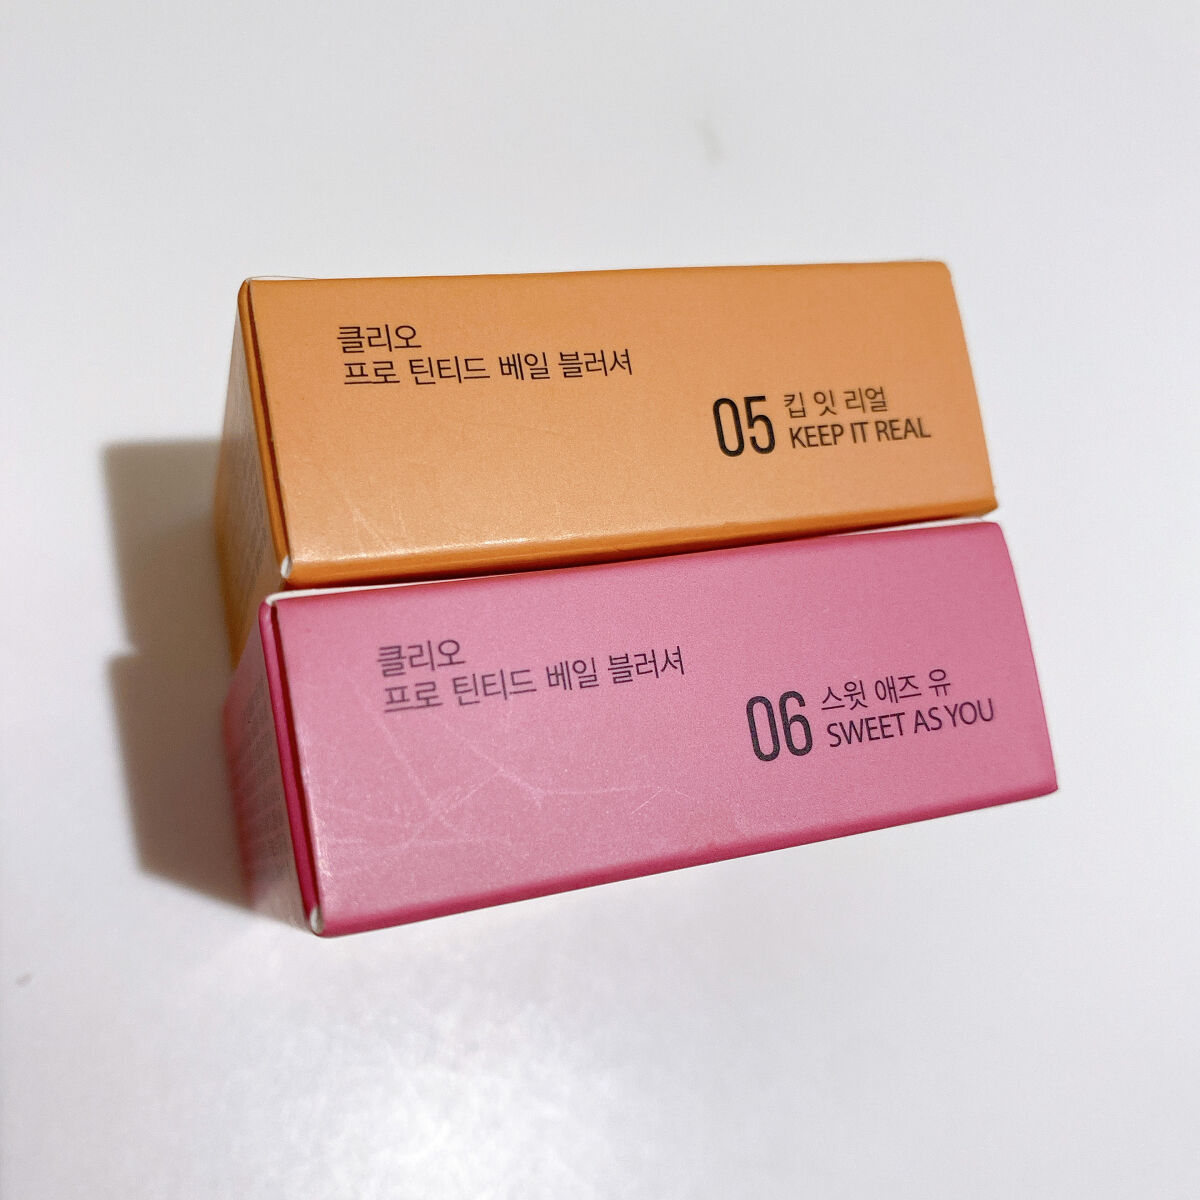 클리오
프로 틴티드 베일 블러셔
05 킵 잇 리얼
KEEP IT REAL
클리오
프로 틴티드 베일 블러셔
06 스윗 애즈 유
SWEET AS YOU